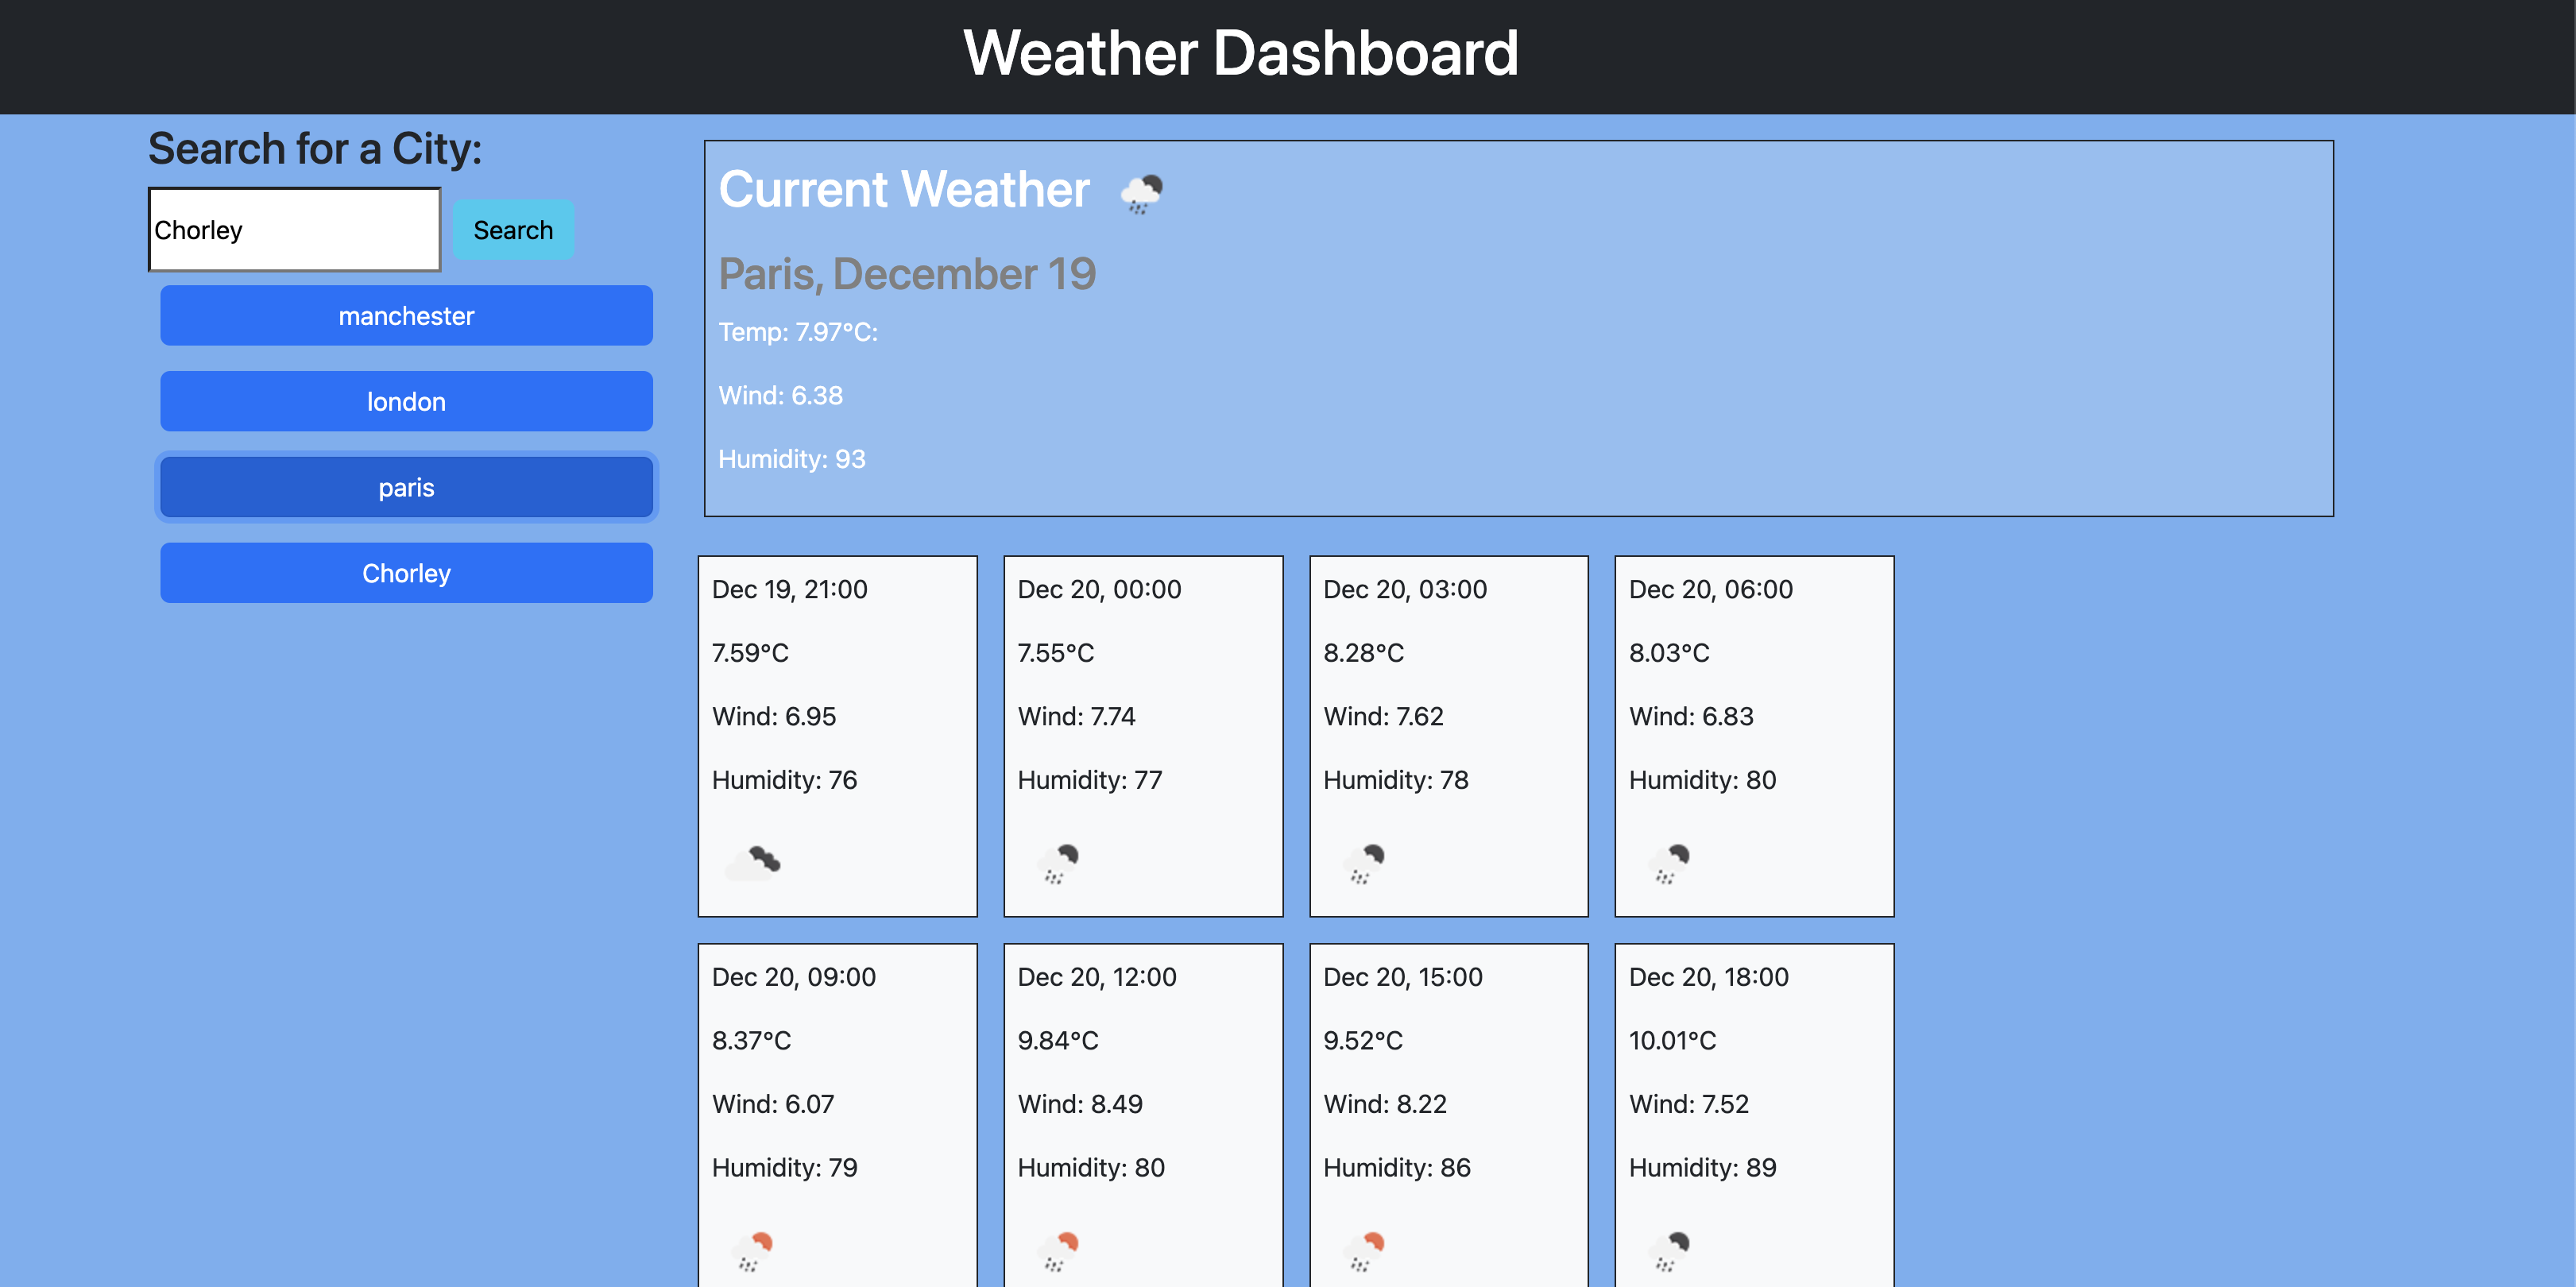 Weather Dashboard
Search for a City:
Chorley
Search
manchester
london
paris
Chorley
Current Weather
Paris, December 19
Temp: 7.97°C:
Wind: 6.38
Humidity: 93
Dec 19, 21:00
7.59°C
Wind: 6.95
Humidity: 76
Dec 20, 00:00
7.55°C
Wind: 7.74
Humidity: 77
Dec 20, 03:00
8.28°C
Wind: 7.62
Humidity: 78
Dec 20, 06:00
8.03°C
Wind: 6.83
Humidity: 80
Dec 20, 09:00
8.37°C
Wind: 6.07
Humidity: 79
Dec 20, 12:00
9.84°C
Wind: 8.49
Humidity: 80
Dec 20, 15:00
9.52°C
Wind: 8.22
Humidity: 86
Dec 20, 18:00
10.01°C
Wind: 7.52
Humidity: 89